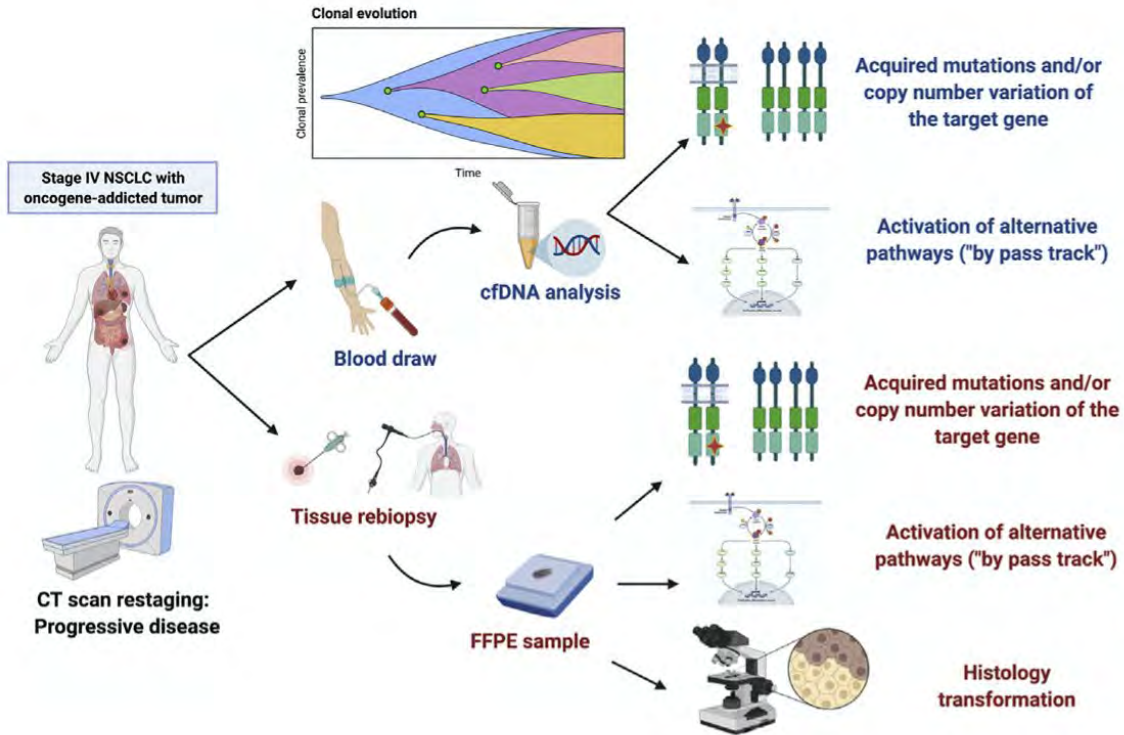 Clonal evolution
Clonal prevalence
Time
Acquired mutations and/or
copy number variation of
the target gene
Stage IV NSCLC with
oncogene-addicted tumor
Activation of alternative
pathways ("by pass track")
cfDNA analysis
Blood draw
Acquired mutations and/or
copy number variation of the
target gene
Tissue rebiopsy
Activation of alternative
pathways ("by pass track")
CT scan restaging:
Progressive disease
FFPE sample
Histology
transformation